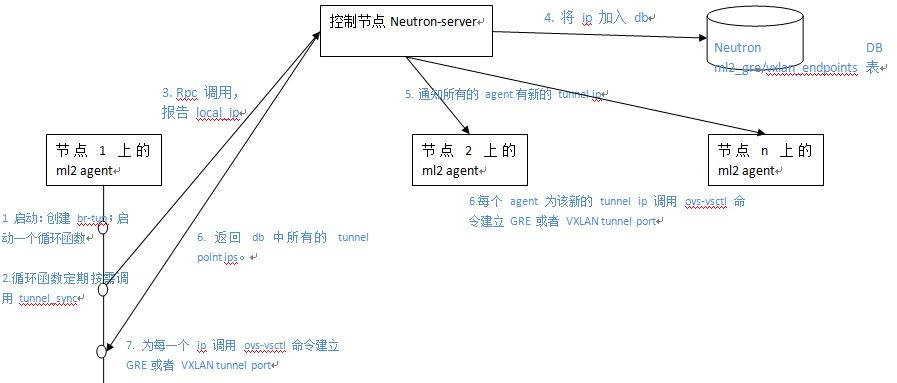 控制节点 Neutron-server
4. 将 ip 加入 db
Neutron DB
ml2_gre/vxlan_endpoints 表
3. Rpc 调用，
报告 local_ip
5. 通知所有的 agent 有新的 tunnel ip
节点 1 上的
ml2 agent
节点 2 上的
ml2 agent
节点 n 上的
ml2 agent
1 启动：创建 br-tun；启
动一个循环函数
6. 返回 db 中所有的 tunnel
point ips。
6.每个 agent 为该新的 tunnel ip 调用 ovs-vsctl 命
令建立 GRE 或者 VXLAN tunnel port
2.循环函数定期按需调
用 tunnel_sync
7. 为每一个 ip 调用 ovs-vsctl 命令建立
GRE 或者 VXLAN tunnel port